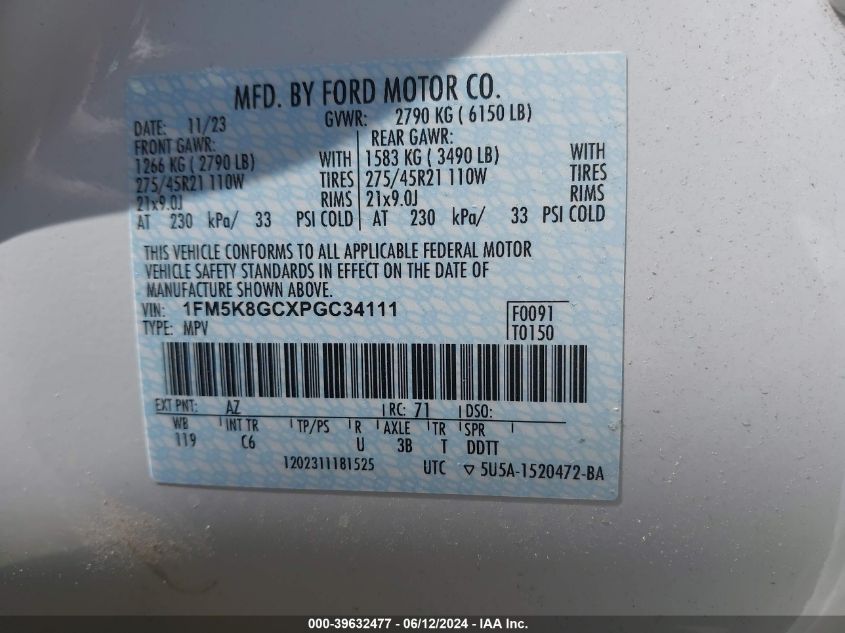 MFD. BY FORD MOTOR CO.
DATE: 11/23 GVWR: 2790 KG ( 6150 LB)
FRONT GAWR: REAR GAWR:
1266 KG ( 2790 LB) WITH 1583 KG ( 3490 LB) WITH
275/45R21 110W TIRES 275/45R21 110W TIRES
21x9.0J RIMS 21x9.0J RIMS
AT 230 kPa/ 33 PSI COLD AT 230 kPa/ 33 PSI COLD
THIS VEHICLE CONFORMS TO ALL APPLICABLE FEDERAL MOTOR
VEHICLE SAFETY STANDARDS IN EFFECT ON THE DATE OF
MANUFACTURE SHOWN ABOVE.
VIN: 1FM5K8GCXPGC34111 F0091
TYPE: MPV T0150
EXT PNT: AZ RC: 71 DSO:
WB INT TR TP/PS R AXLE TR SPR
119 C6 U 3B T DDTT
1202311181525 UTC ▽ 5U5A-1520472-BA
000-39632477 - 06/12/2024 - IAAI.com - Copyright © 2024 IAA, Inc.